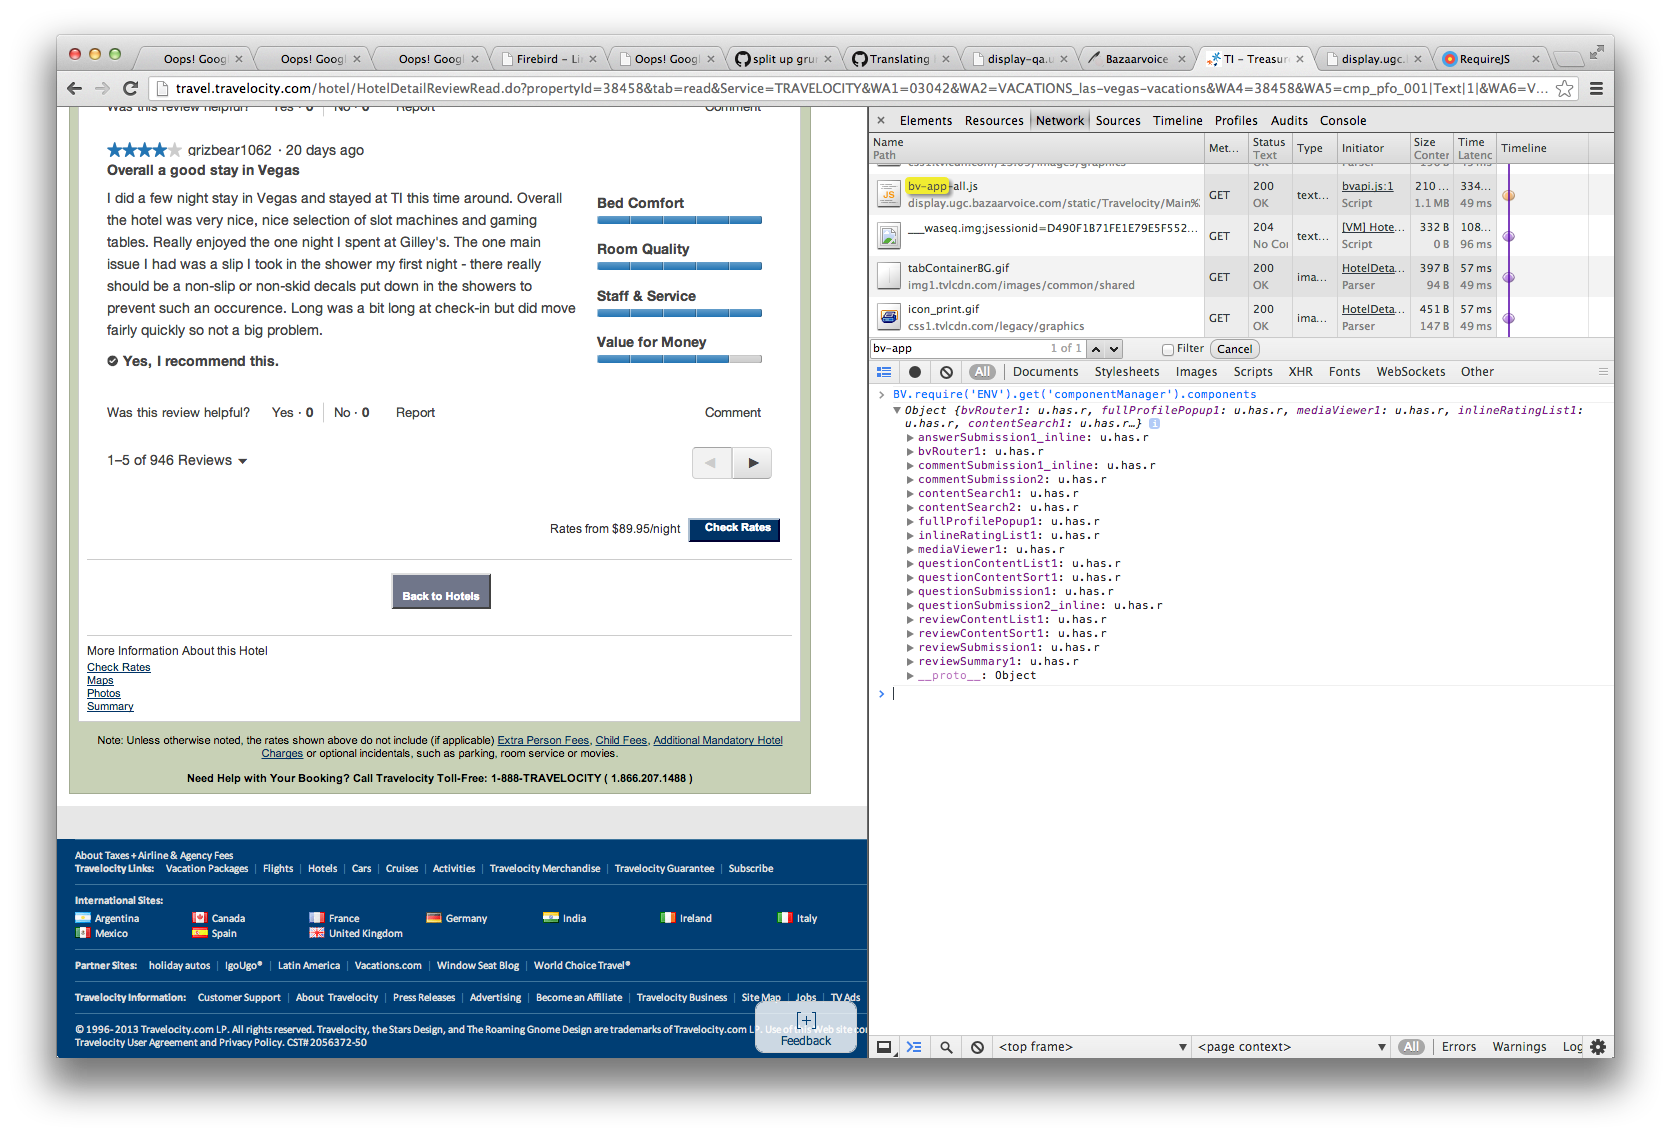 Oops! Goog
Oops! Goog
Oops! Goog
Firebird – Li
Oops! Goog
split up gru
Translating
display-qa.u
Bazaarvoice
TI – Treasur
display.ugc.
RequireJS
travel.travelocity.com/hotel/HotelDetailReviewRead.do?propertyId=38458&tab=read&Service=TRAVELOCITY&WA1=03042&WA2=VACATIONS_las-vegas-vacations&WA4=38458&WA5=cmp_pfo_001|Text|1|&WA6=V...
Was this review helpful? Yes · 0 No · 0 Report Comment
grizbear1062 · 20 days ago
Overall a good stay in Vegas
I did a few night stay in Vegas and stayed at TI this time around. Overall
the hotel was very nice, nice selection of slot machines and gaming
tables. Really enjoyed the one night I spent at Gilley's. The one main
issue I had was a slip I took in the shower my first night - there really
should be a non-slip or non-skid decals put down in the showers to
prevent such an occurence. Long was a bit long at check-in but did move
fairly quickly so not a big problem.
Bed Comfort
Room Quality
Staff & Service
Value for Money
Yes, I recommend this.
Was this review helpful? Yes · 0 No · 0 Report Comment
1–5 of 946 Reviews
Rates from $89.95/night Check Rates
Back to Hotels
More Information About this Hotel
Check Rates
Maps
Photos
Summary
Note: Unless otherwise noted, the rates shown above do not include (if applicable) Extra Person Fees, Child Fees, Additional Mandatory Hotel
Charges or optional incidentals, such as parking, room service or movies.
Need Help with Your Booking? Call Travelocity Toll-Free: 1-888-TRAVELOCITY ( 1.866.207.1488 )
About Taxes + Airline & Agency Fees
Travelocity Links: Vacation Packages | Flights | Hotels | Cars | Cruises | Activities | Travelocity Merchandise | Travelocity Guarantee | Subscribe
International Sites:
Argentina Canada France Germany India Ireland Italy
Mexico Spain United Kingdom
Partner Sites: holiday autos | IgoUgo® | Latin America | Vacations.com | Window Seat Blog | World Choice Travel®
Travelocity Information: Customer Support | About Travelocity | Press Releases | Advertising | Become an Affiliate | Travelocity Business | Site Map | Jobs | TV Ads
© 1996- 2013 Travelocity.com LP. All rights reserved. Travelocity, the Stars Design, and The Roaming Gnome Design are trademarks of Travelocity.com LP. Use of this Web site con
Travelocity User Agreement and Privacy Policy. CST# 2056372-50
[+]
Feedback
Elements Resources Network Sources Timeline Profiles Audits Console
Name Met... Status Type Initiator Size Time Timeline
Path Text Conten Latenc
css1.tvlcdn.com/ images/graphics Parser 49 ms
bv-app-all.js GET 200 text... bvapi.js:1 210 ... 334...
display.ugc.bazaarvoice.com/static/Travelocity/Main% OK Script 1.1 MB 49 ms
___waseq.img;jsessionid=D490F1B71FE1E79E5F552... GET 204 text... [VM] Hote... 332 B 108...
No Cor Script 0 B 96 ms
tabContainerBG.gif GET 200 ima... HotelDeta... 397 B 57 ms
img1.tvlcdn.com/images/common/shared OK Parser 94 B 49 ms
icon_print.gif GET 200 ima... HotelDeta... 451 B 57 ms
css1.tvlcdn.com/legacy/graphics OK Parser 147 B 49 ms
bv-app 1 of 1 Filter Cancel
All | Documents Stylesheets Images Scripts XHR Fonts WebSockets Other
> BV.require('ENV').get('componentManager').components
Object {bvRouter1: u.has.r, fullProfilePopup1: u.has.r, mediaViewer1: u.has.r, inlineRatingList1:
u.has.r, contentSearch1: u.has.r…}
answerSubmission1_inline: u.has.r
bvRouter1: u.has.r
commentSubmission1_inline: u.has.r
commentSubmission2: u.has.r
contentSearch1: u.has.r
contentSearch2: u.has.r
fullProfilePopup1: u.has.r
inlineRatingList1: u.has.r
mediaViewer1: u.has.r
questionContentList1: u.has.r
questionContentSort1: u.has.r
questionSubmission1: u.has.r
questionSubmission2_inline: u.has.r
reviewContentList1: u.has.r
reviewContentSort1: u.has.r
reviewSubmission1: u.has.r
reviewSummary1: u.has.r
__proto__: Object
>
<top frame> <page context> All | Errors Warnings Log